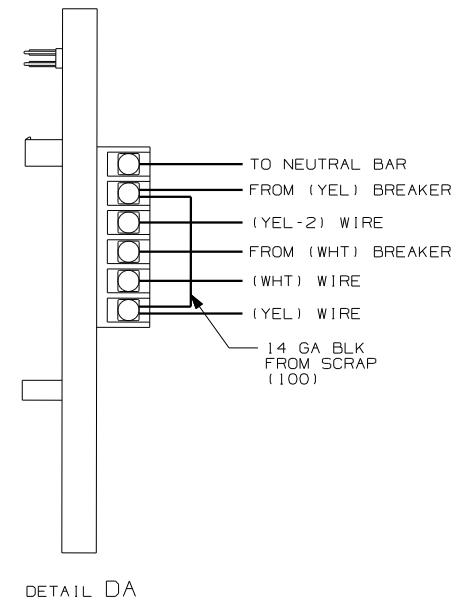 TO NEUTRAL BAR
FROM (YEL) BREAKER
(YEL-2) WIRE
FROM (WHT) BREAKER
(WHT) WIRE
(YEL) WIRE
14 GA BLK
FROM SCRAP
(100)
DETAIL DA